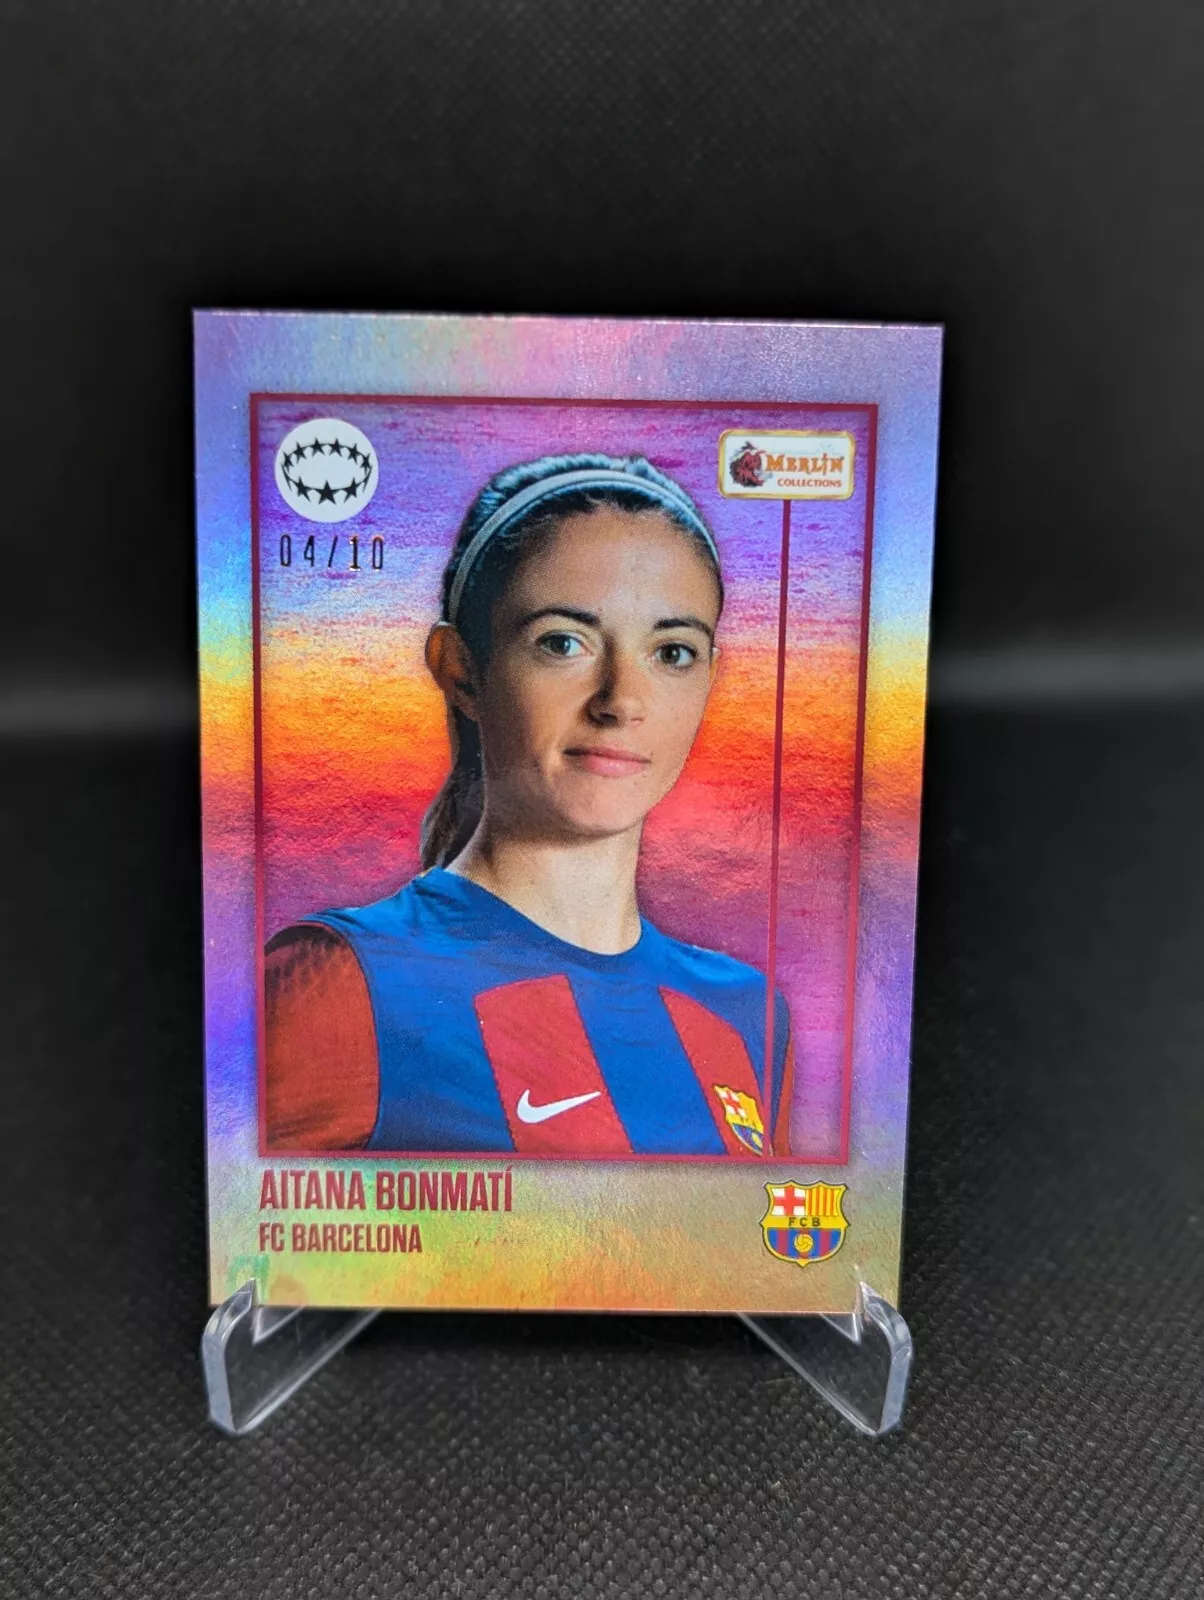 04/10
MERLIN
COLLECTIONS
AITANA BONMATÍ
FC BARCELONA
FCB